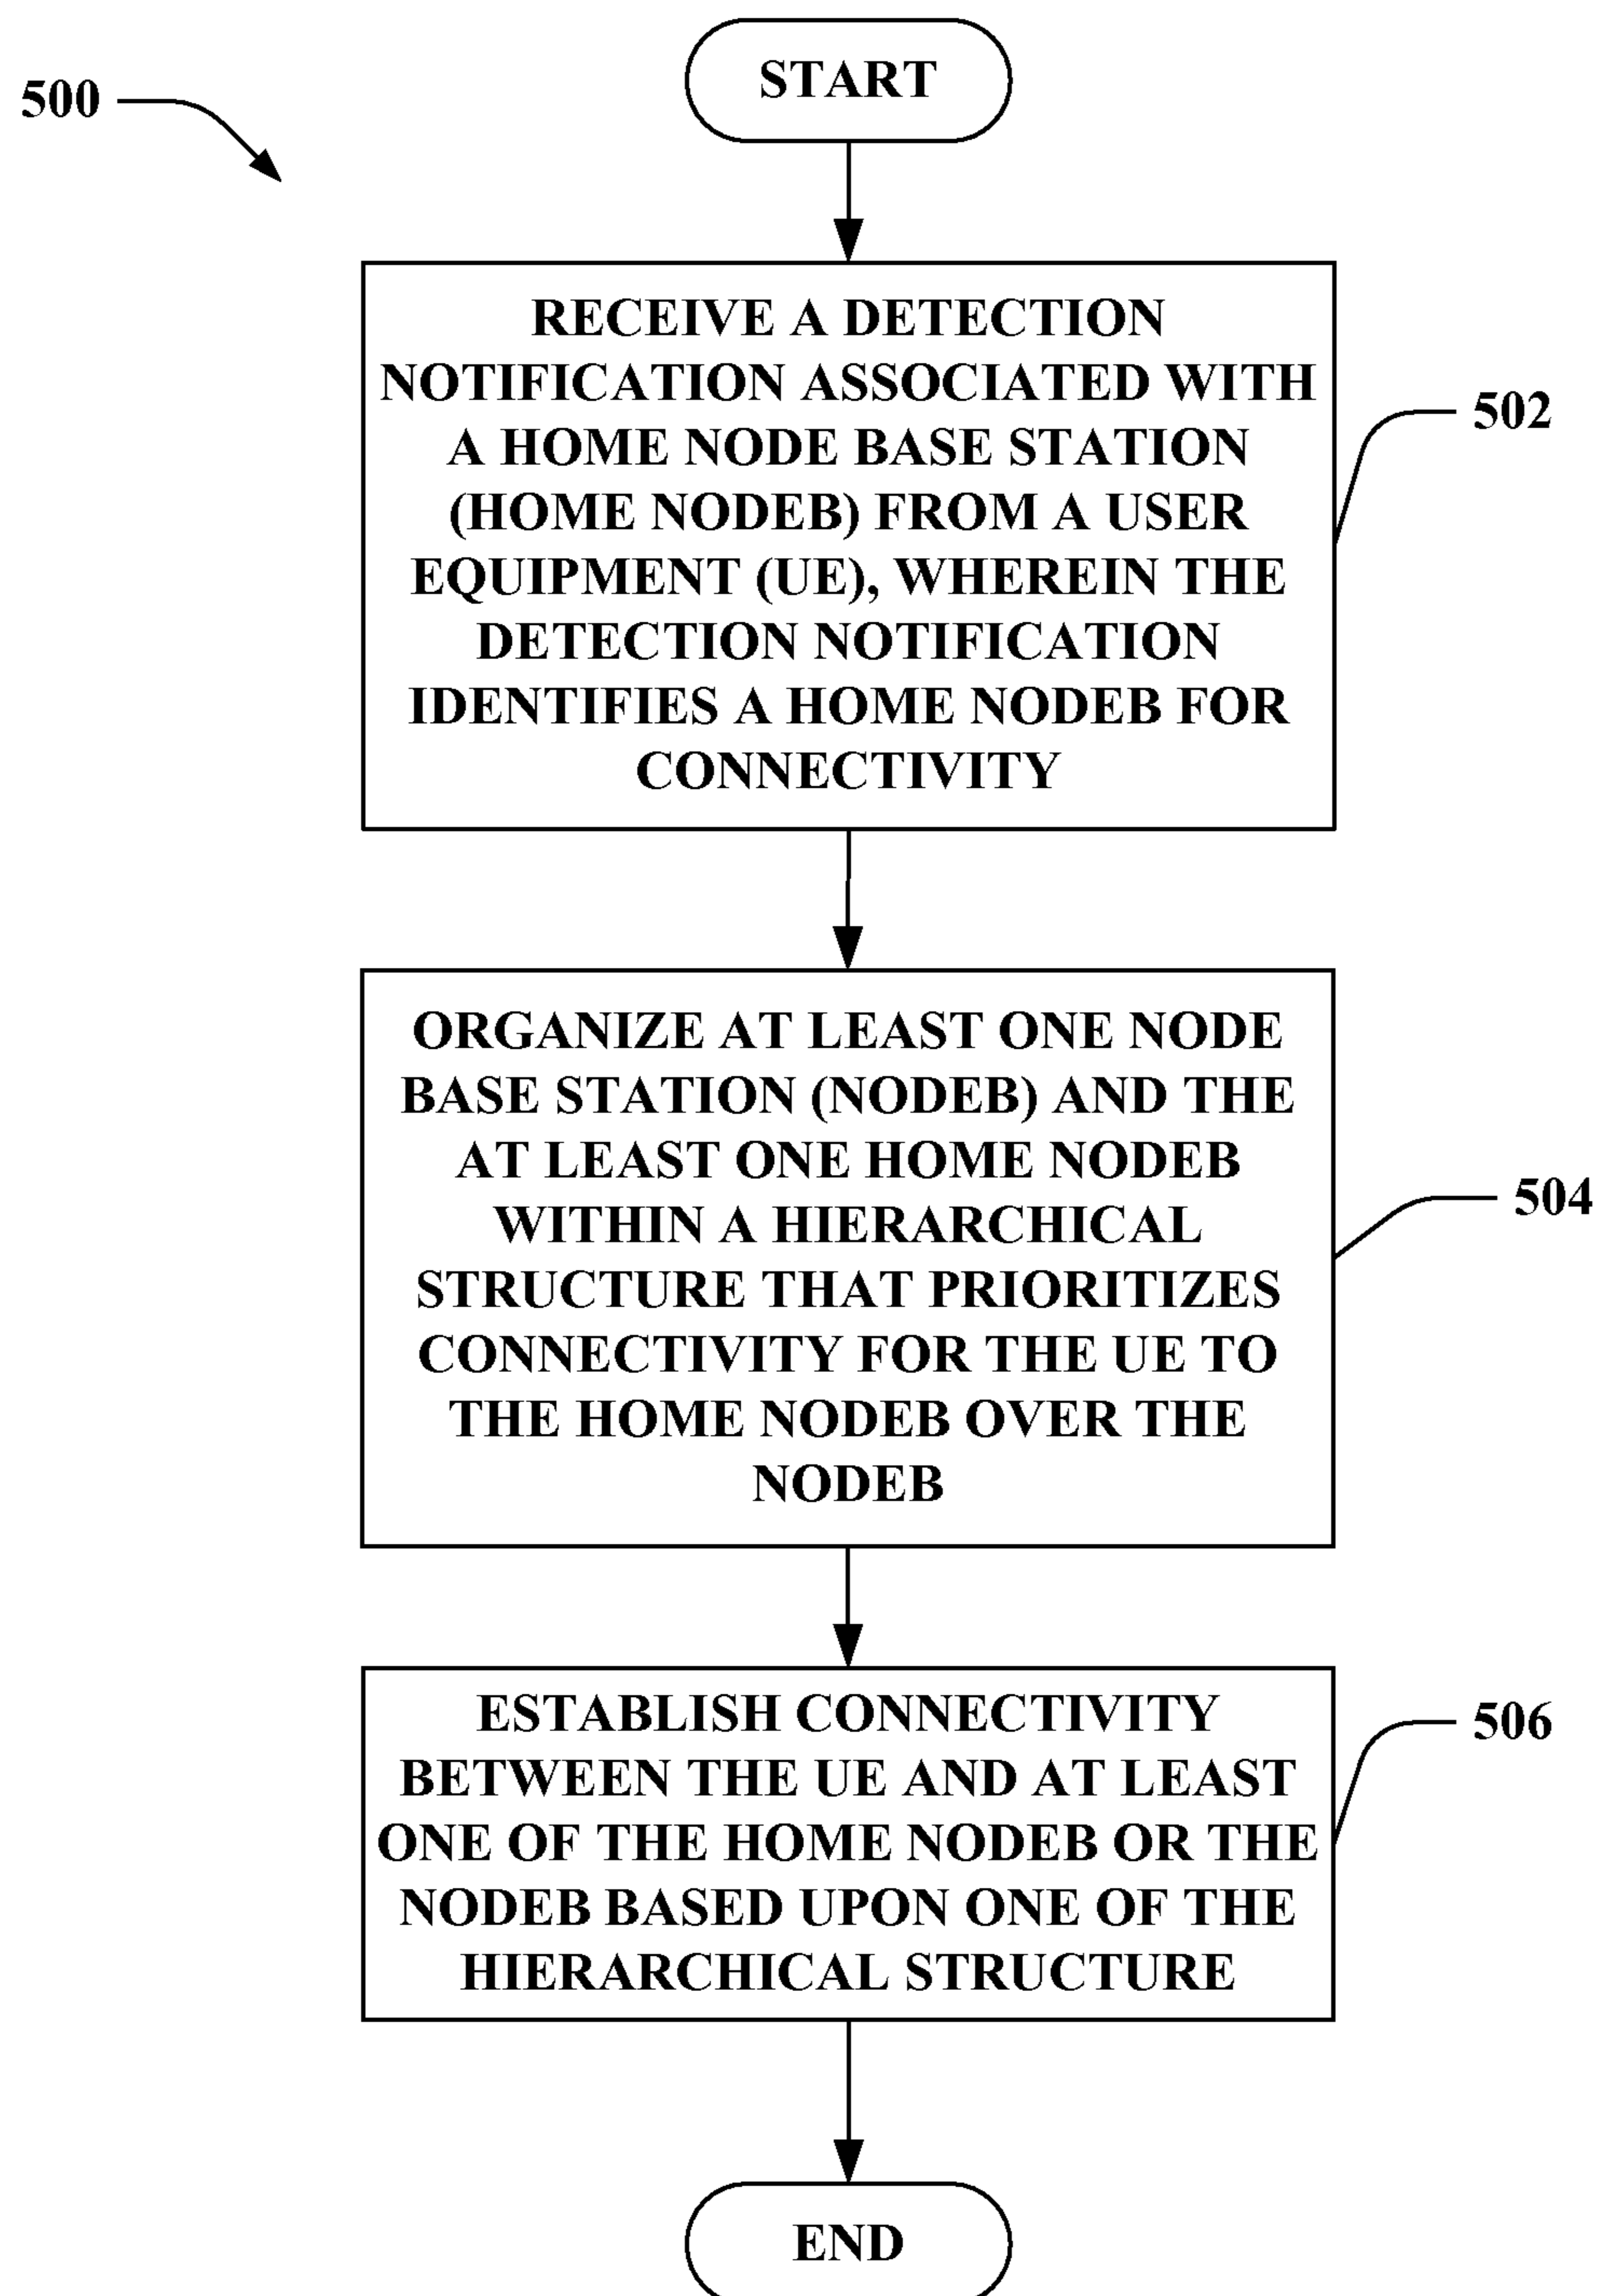 START
500
RECEIVE A DETECTION
NOTIFICATION ASSOCIATED WITH
A HOME NODE BASE STATION
(HOME NODEB) FROM A USER
EQUIPMENT (UE), WHEREIN THE
DETECTION NOTIFICATION
IDENTIFIES A HOME NODEB FOR
CONNECTIVITY
502
ORGANIZE AT LEAST ONE NODE
BASE STATION (NODEB) AND THE
AT LEAST ONE HOME NODEB
WITHIN A HIERARCHICAL
STRUCTURE THAT PRIORITIZES
CONNECTIVITY FOR THE UE TO
THE HOME NODEB OVER THE
NODEB
504
ESTABLISH CONNECTIVITY
BETWEEN THE UE AND AT LEAST
ONE OF THE HOME NODEB OR THE
NODEB BASED UPON ONE OF THE
HIERARCHICAL STRUCTURE
506
END